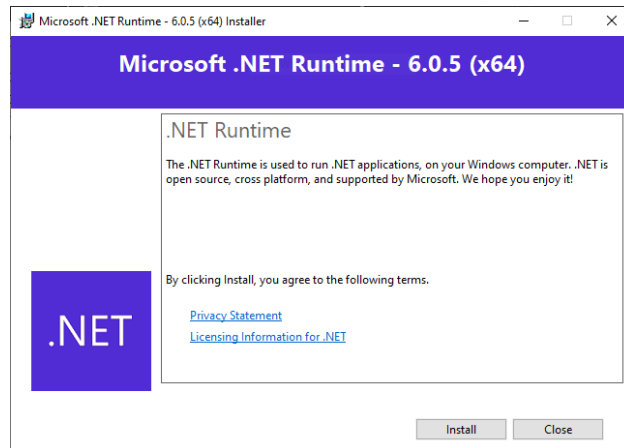 Microsoft .NET Runtime - 6.0.5 (x64) Installer
Microsoft .NET Runtime - 6.0.5 (x64)
.NET Runtime
The .NET Runtime is used to run .NET applications, on your Windows computer. .NET is
open source, cross platform, and supported by Microsoft. We hope you enjoy it!
By clicking Install, you agree to the following terms.
Privacy Statement
Licensing Information for .NET
.NET
Install
Close